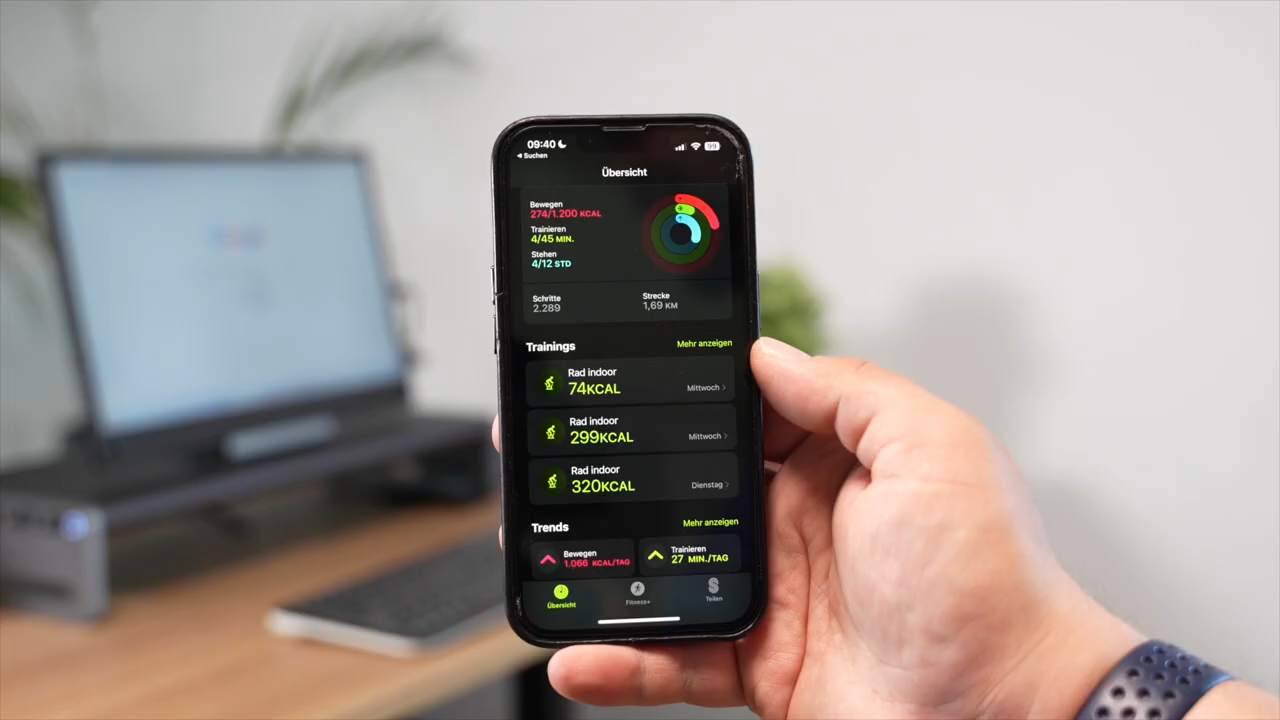 09:40
99
Suchen
Übersicht
Bewegen
274/1.200 KCAL
Trainieren
4/45 MIN.
Stehen
4/12 STD
Schritte
2.289
Strecke
1,69 KM
Trainings
Mehr anzeigen
Rad indoor
74KCAL
Mittwoch
Rad indoor
299KCAL
Mittwoch
Rad indoor
320KCAL
Dienstag
Trends
Mehr anzeigen
Bewegen
1.066 KCAL/TAG
Trainieren
27 MIN./TAG
Übersicht
Fitness+
Teilen